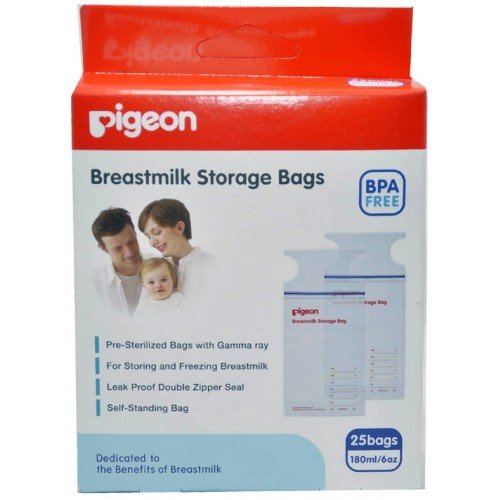 pigeon
Breastmilk Storage Bags
BPA
FREE
pigeon
Breastmilk Storage Bag
Pre-Sterilized Bags with Gamma ray
For Storing and Freezing Breastmilk
Leak Proof Double Zipper Seal
Self-Standing Bag
Dedicated to
the Benefits of Breastmilk
25bags
180ml/6oz